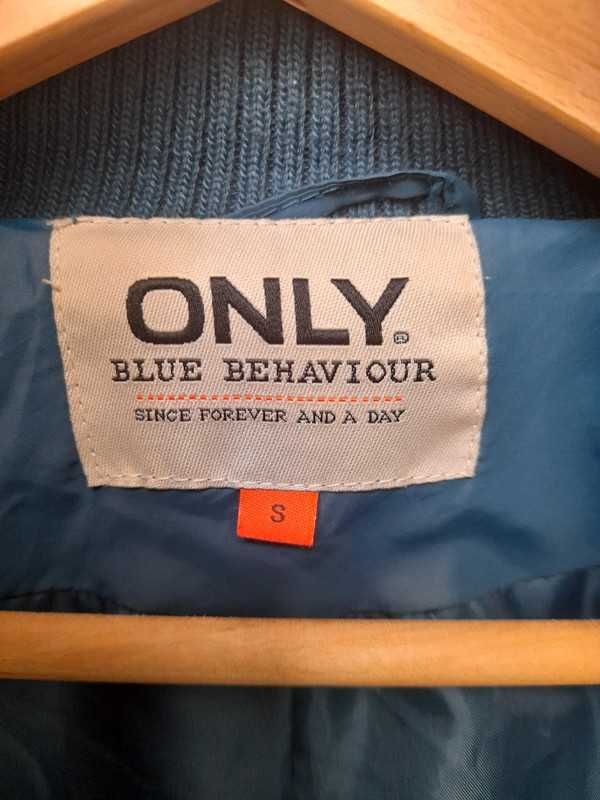 ONLY®
BLUE BEHAVIOUR
SINCE FOREVER AND A DAY
S